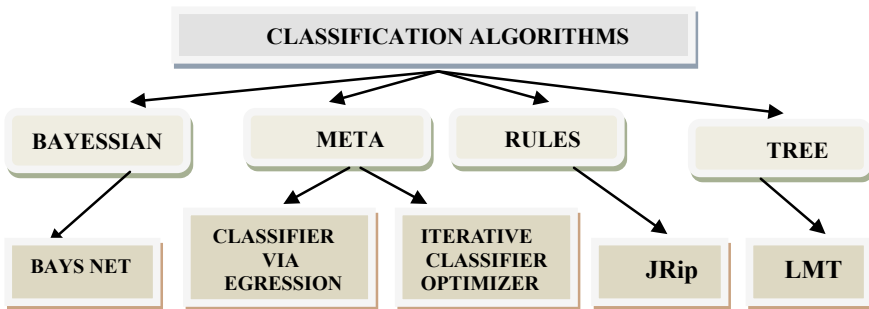 CLASSIFICATION ALGORITHMS
BAYESSIAN
META
RULES
TREE
BAYS NET
CLASSIFIER
VIA
EGRESSION
ITERATIVE
CLASSIFIER
OPTIMIZER
JRip
LMT